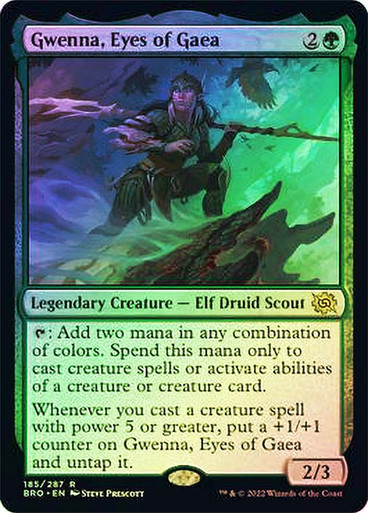 Gwenna, Eyes of Gaea 2
Legendary Creature — Elf Druid Scout
: Add two mana in any combination
of colors. Spend this mana only to
cast creature spells or activate abilities
of a creature or creature card.
Whenever you cast a creature spell
with power 5 or greater, put a +1/+1
counter on Gwenna, Eyes of Gaea
and untap it.
2/3
185/287 R
BRO • EN Steve Prescott
™ & © 2022 Wizards of the Coast